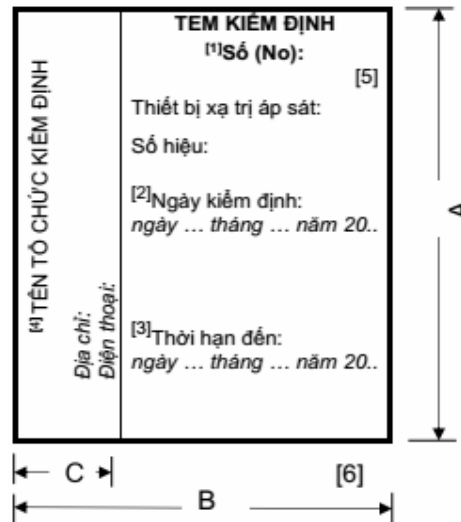 TEM KIỂM ĐỊNH
[1]Số (No):
[5]
Thiết bị xạ trị áp sát:
Số hiệu:
[2]Ngày kiểm định:
ngày ... tháng ... năm 20..
[3]Thời hạn đến:
ngày ... tháng ... năm 20..
[4]TÊN TỔ CHỨC KIỂM ĐỊNH
Địa chỉ:
Điện thoại:
A
C
[6]
B